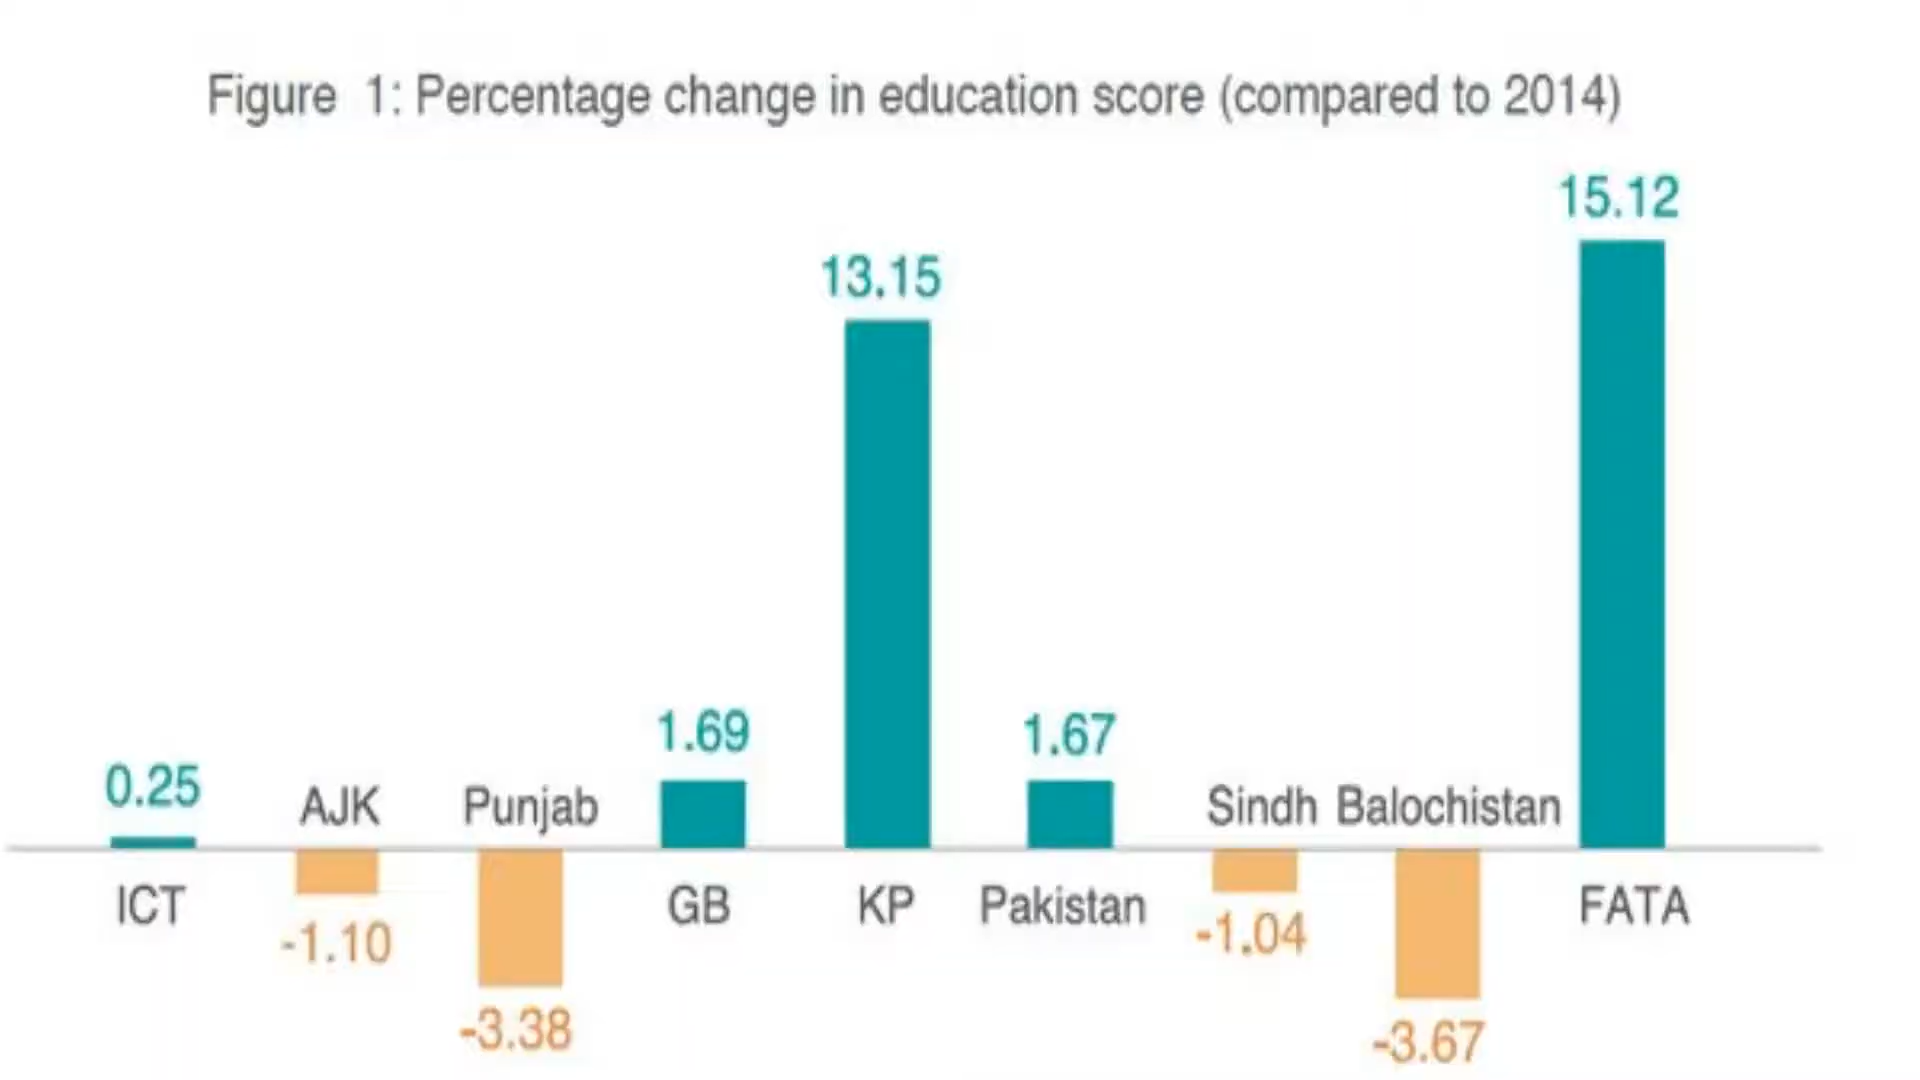 Figure 1: Percentage change in education score (compared to 2014)
15.12
13.15
1.69
1.67
0.25
AJK
Punjab
Sindh
Balochistan
ICT
GB
KP
Pakistan
FATA
-1.10
-1.04
-3.38
-3.67